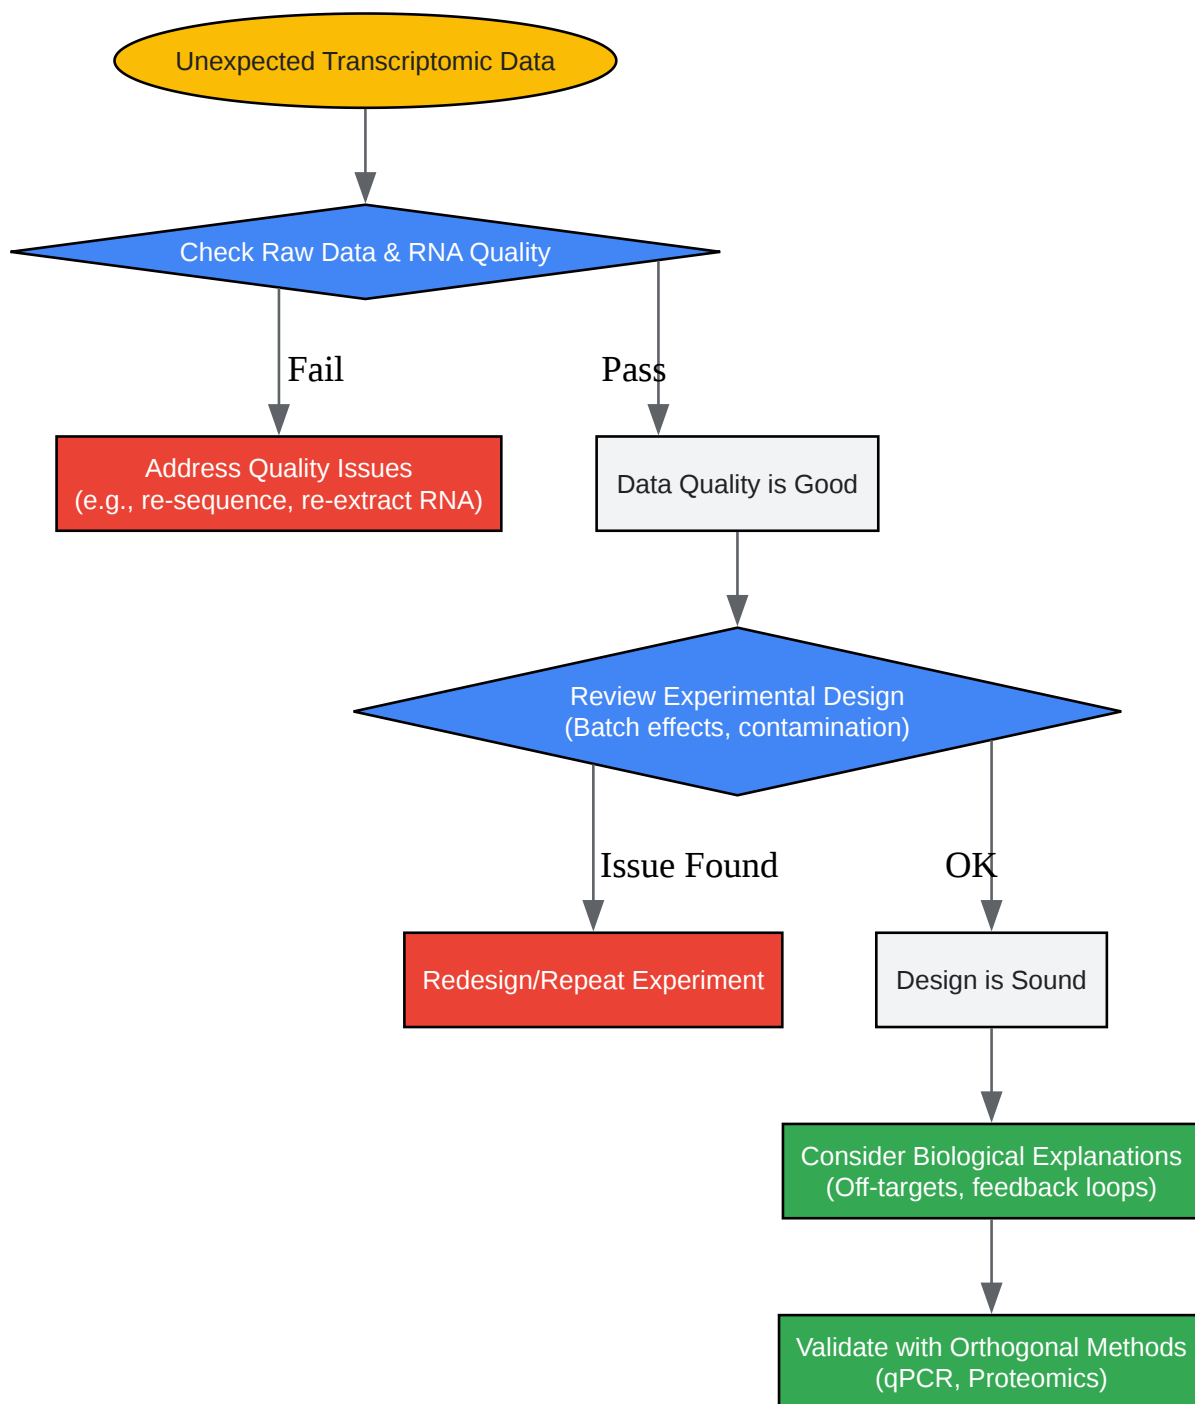 Unexpected Transcriptomic Data
Check Raw Data & RNA Quality
Fail
Pass
Address Quality Issues
(e.g., re-sequence, re-extract RNA)
Data Quality is Good
Review Experimental Design
(Batch effects, contamination)
Issue Found
OK
Redesign/Repeat Experiment
Design is Sound
Consider Biological Explanations
(Off-targets, feedback loops)
Validate with Orthogonal Methods
(qPCR, Proteomics)